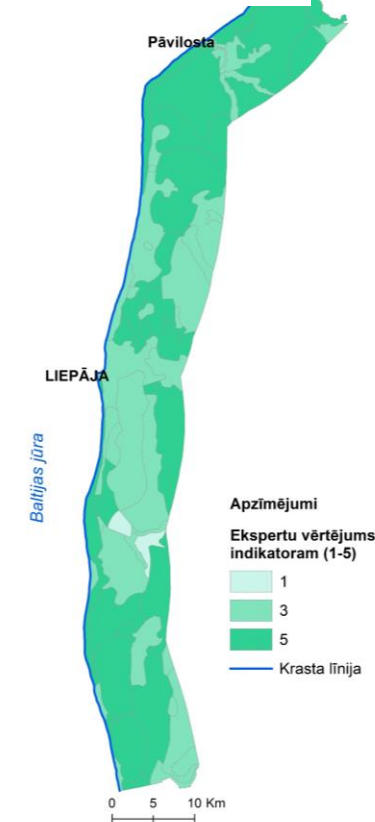 Pāvilosta
LIEPĀJA
Baltijas jūra
Apzīmējumi
Ekspertu vērtējums
indikatoram (1-5)
1
3
5
Krasta līnija
0 5 10 Km